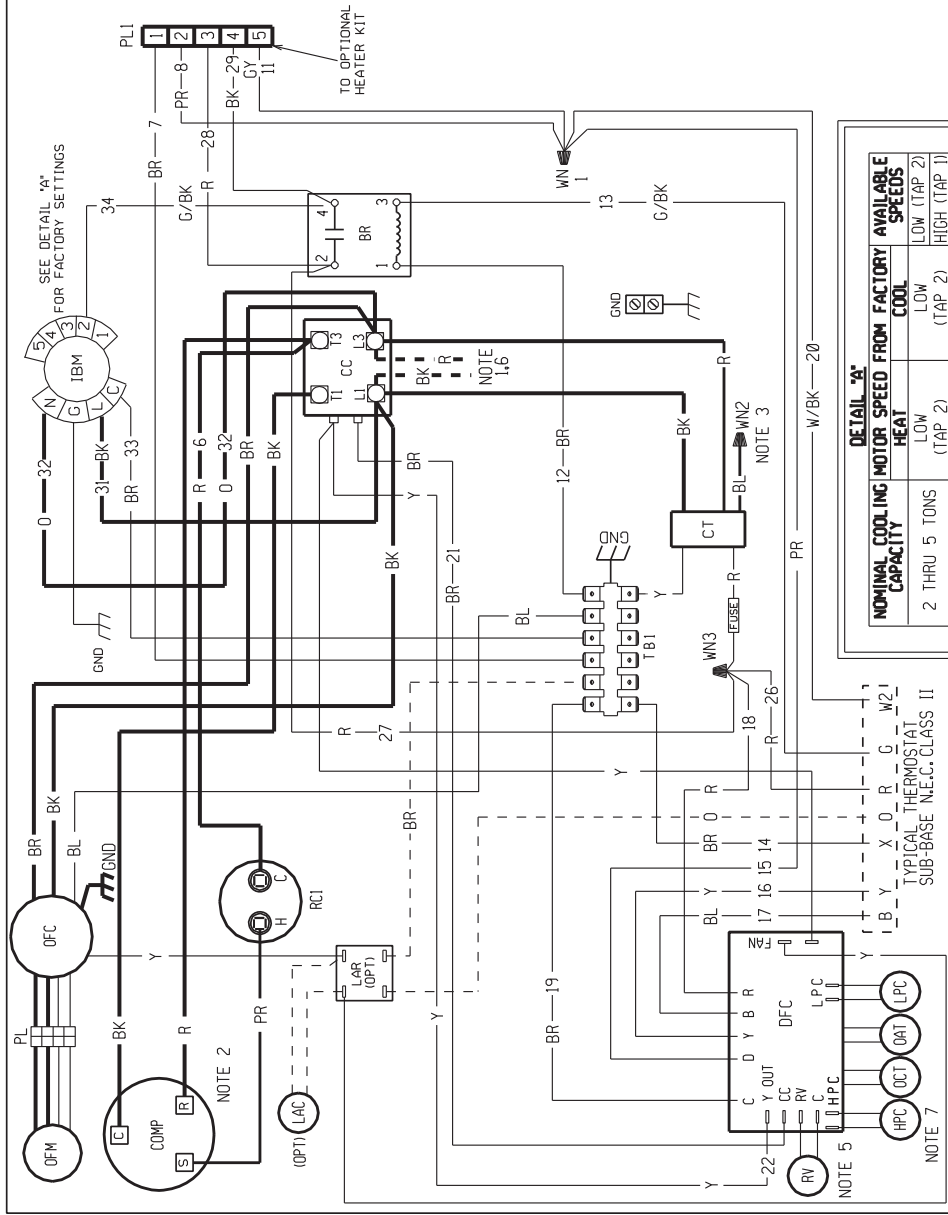 PL1
1
2
3
4
5
TO OPTIONAL
HEATER KIT
BR 7
PR 8
R 28
BK 29
GY 11
SEE DETAIL "A"
FOR FACTORY SETTINGS
IBM
5
4
3
2
1
N
G
L
C
34
G/BK
O 32
31 BK
BR 33
GND
4
2
BR
3
1
WN
1
13
G/BK
R 6
O 32
BR
BK
T3
T1
CC
L3
L1
BK R
NOTE
1,6
GND
BR
Y
BR 21
BK
12 BR
BK
R
BL
WN2
NOTE 3
CT
Y
R
FUSE
WN3
GND
TB1
BL
R 27
BR
Y
18
R 26
PR
W/BK 20
BR
BK
BL
OFC
GND
PL
OFM
BK
R
PR
COMP
C
R
S
NOTE 2
RC1
C
H
LAR
(OPT)
(OPT) LAC
Y
Y
BR 19
R
O
BR 14
15
Y 16
BL 17
TYPICAL THERMOSTAT
SUB-BASE N.E.C. CLASS II
B
Y
X
O
R
G
W2
DFC
FAN
R
B
Y
D
C
Y OUT
CC
RV
C
HPC
LPC
Y
Y 22
RV
NOTE 5
HPC
OCT
OAT
LPC
NOTE 7
DETAIL "A"
NOMINAL COOLING CAPACITY
MOTOR SPEED FROM FACTORY
HEAT
COOL
AVAILABLE SPEEDS
2 THRU 5 TONS
LOW (TAP 2)
LOW (TAP 2)
LOW (TAP 2)
HIGH (TAP 1)